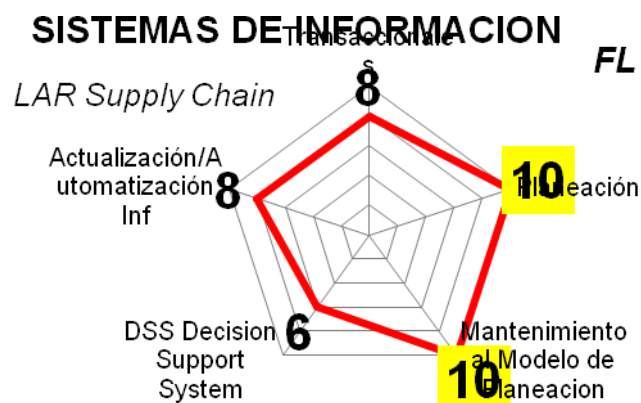 SISTEMAS DE INFORMACION
Transaccionale
s
FL
LAR Supply Chain
8
Actualización/A
utomatización
Inf
8
10
Planeación
DSS Decision
Support
System
6
Mantenimiento
al Modelo de
Planeacion
10